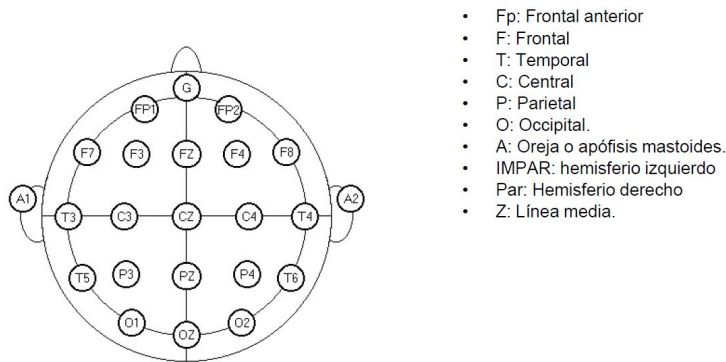 G
FP1 FP2
F7 F3 FZ F4 F8
A1 A2
T3 C3 CZ C4 T4
T5 P3 PZ P4 T6
O1 OZ O2
• Fp: Frontal anterior
• F: Frontal
• T: Temporal
• C: Central
• P: Parietal
• O: Occipital.
• A: Oreja o apófisis mastoides.
• IMPAR: hemisferio izquierdo
• Par: Hemisferio derecho
• Z: Línea media.